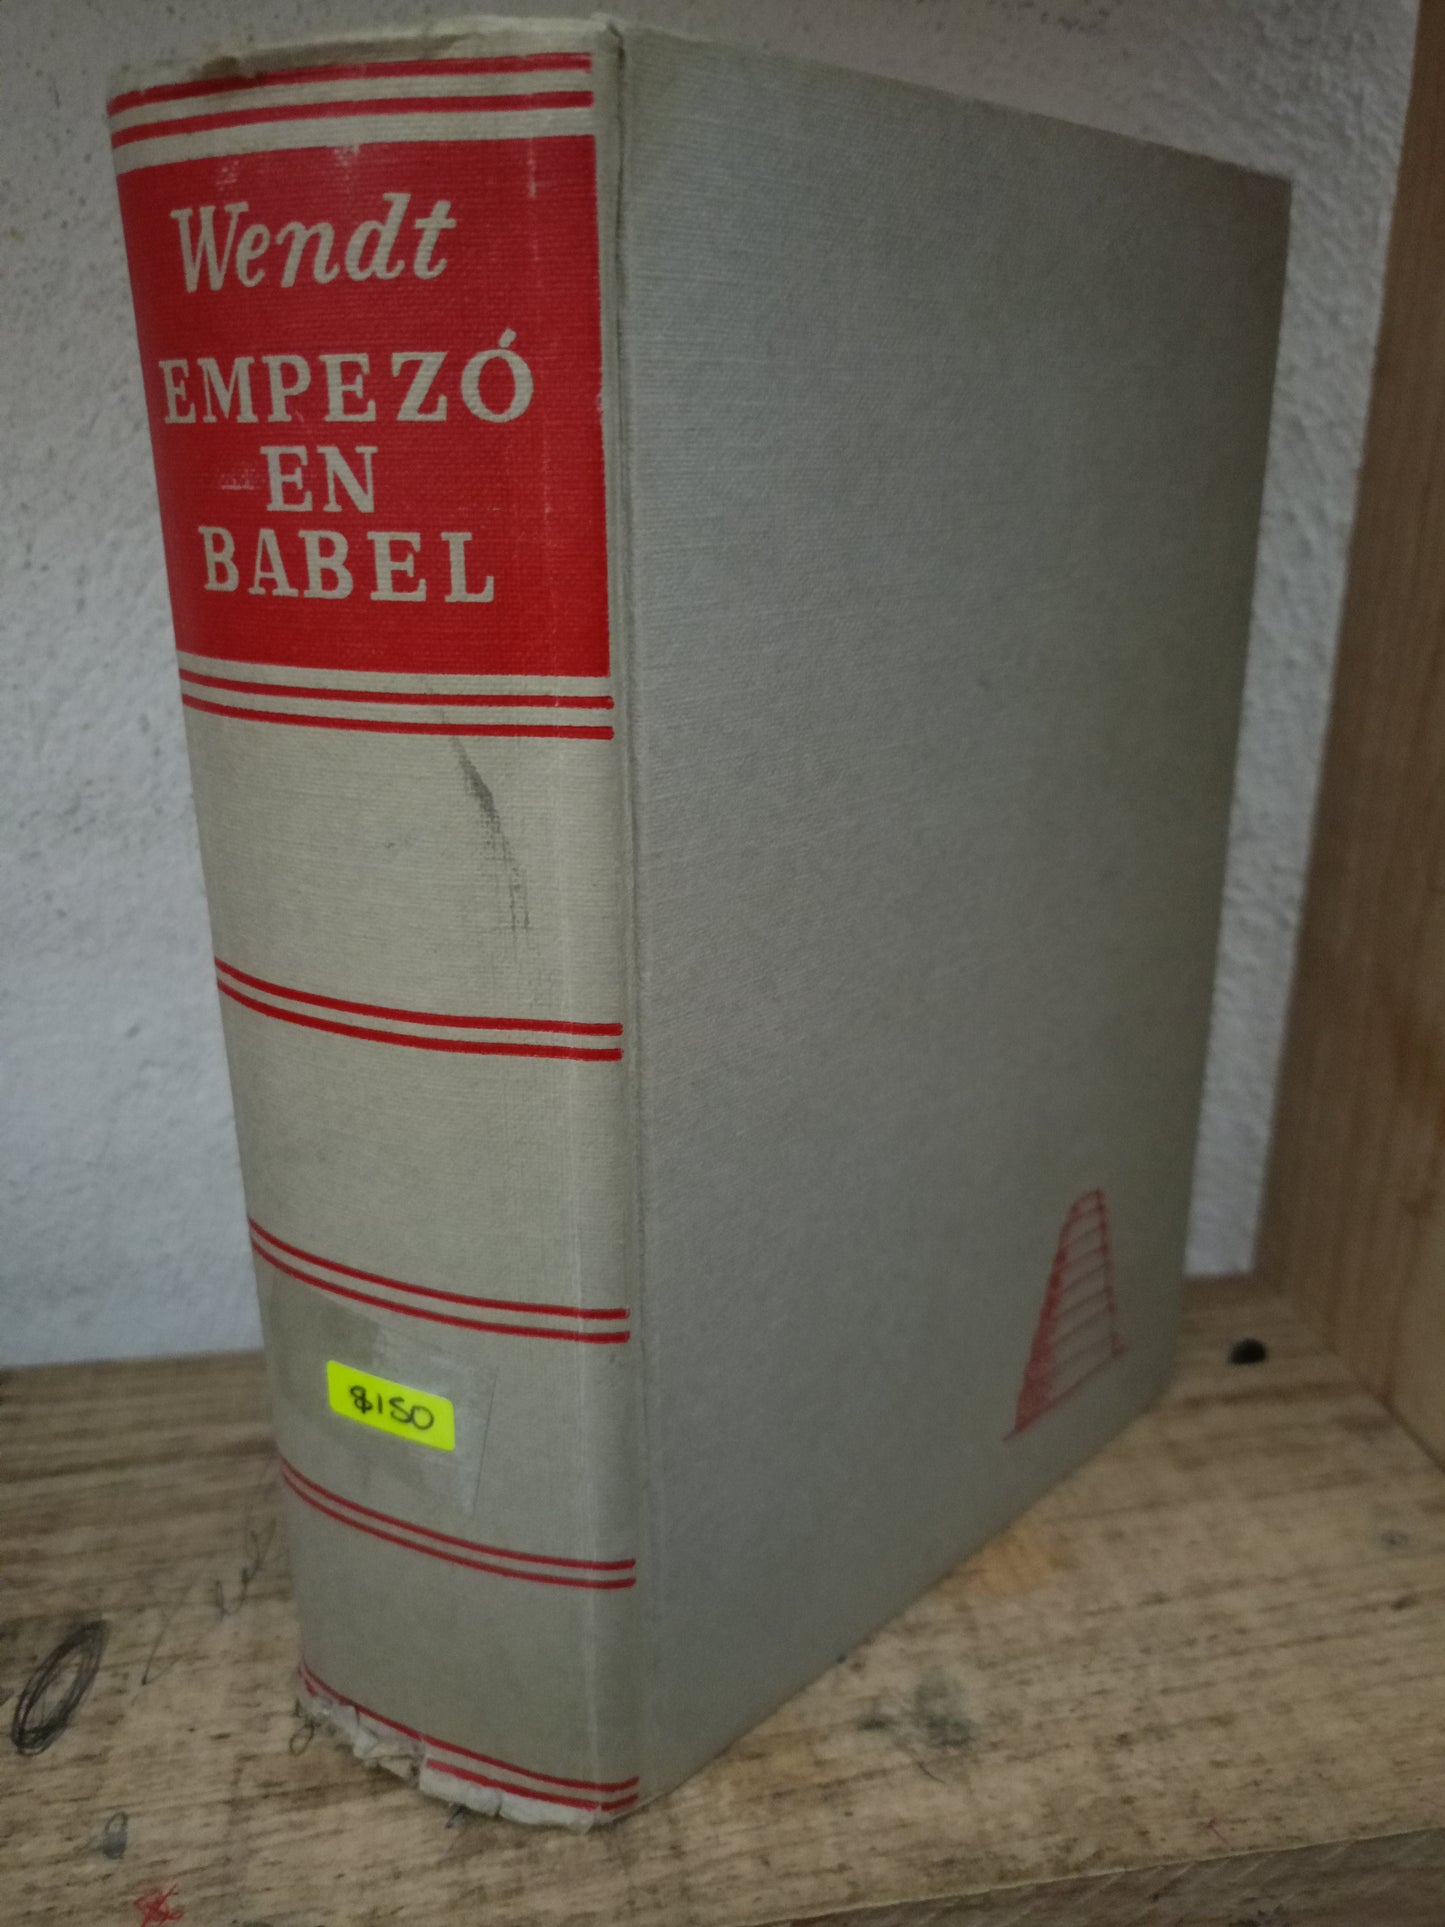 Wendt
EMPEZÓ
EN
BABEL
$150